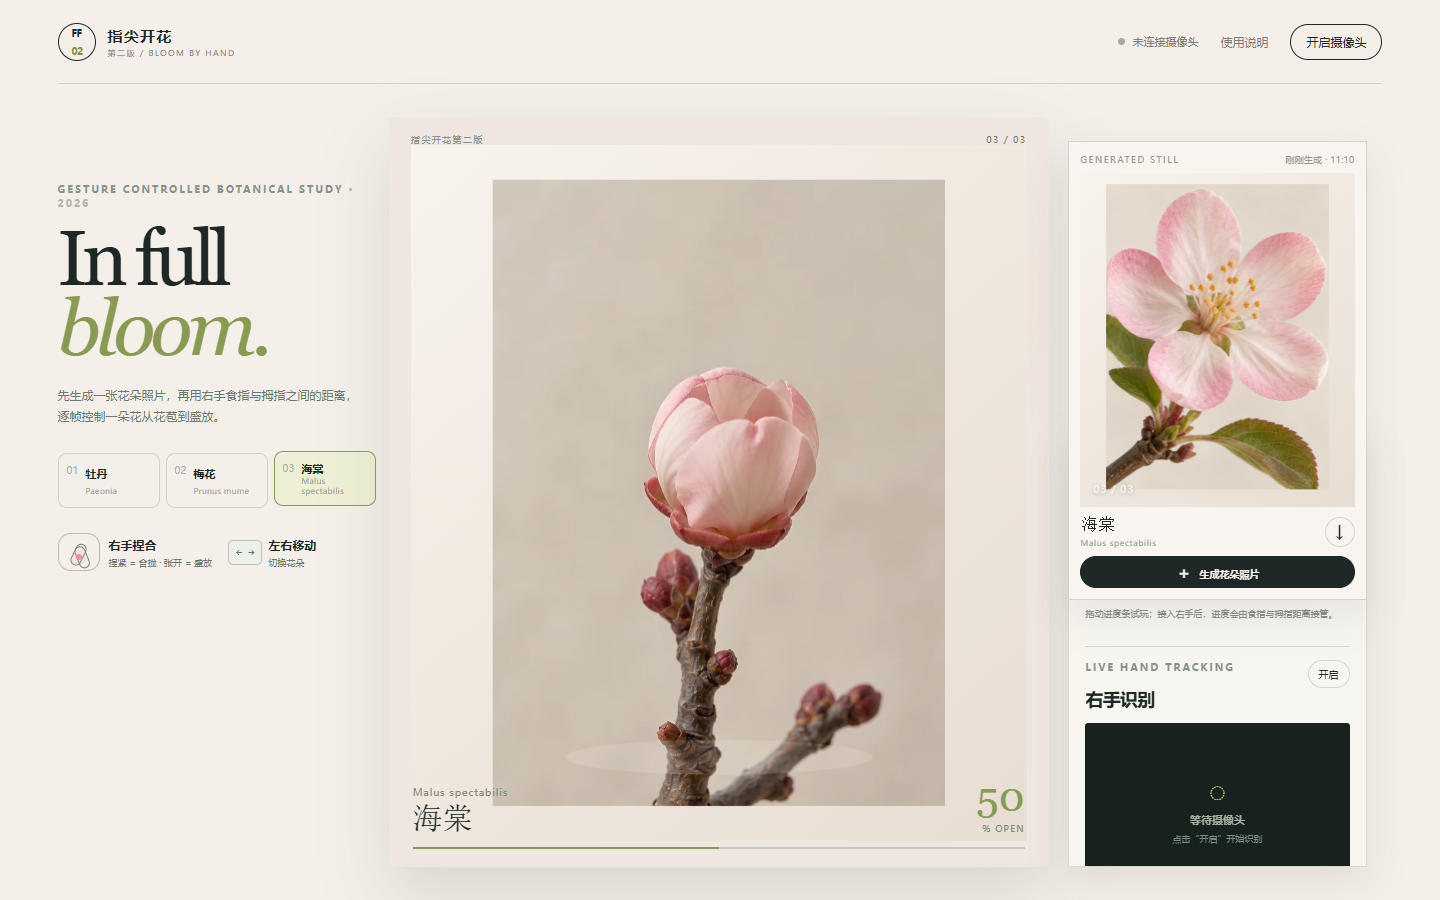 FF
02
指尖开花
第二版 / BLOOM BY HAND
未连接摄像头
使用说明
开启摄像头
GESTURE CONTROLLED BOTANICAL STUDY •
2026
In full
bloom.
先生成一张花朵照片，再用右手食指与拇指之间的距离，
逐帧控制一朵花从花苞到盛放。
01 牡丹
Paeonia
02 梅花
Prunus mume
03 海棠
Malus
spectabilis
右手捏合
捏紧 = 合拢 · 张开 = 盛放
← →
左右移动
切换花朵
指尖开花第二版
03 / 03
Malus spectabilis
海棠
50
% OPEN
GENERATED STILL
刚刚生成 · 11:10
03 / 03
海棠
Malus spectabilis
↓
+ 生成花朵照片
拖动进度条试玩；接入右手后，进度会由食指与拇指距离接管。
LIVE HAND TRACKING
开启
右手识别
等待摄像头
点击“开启”开始识别